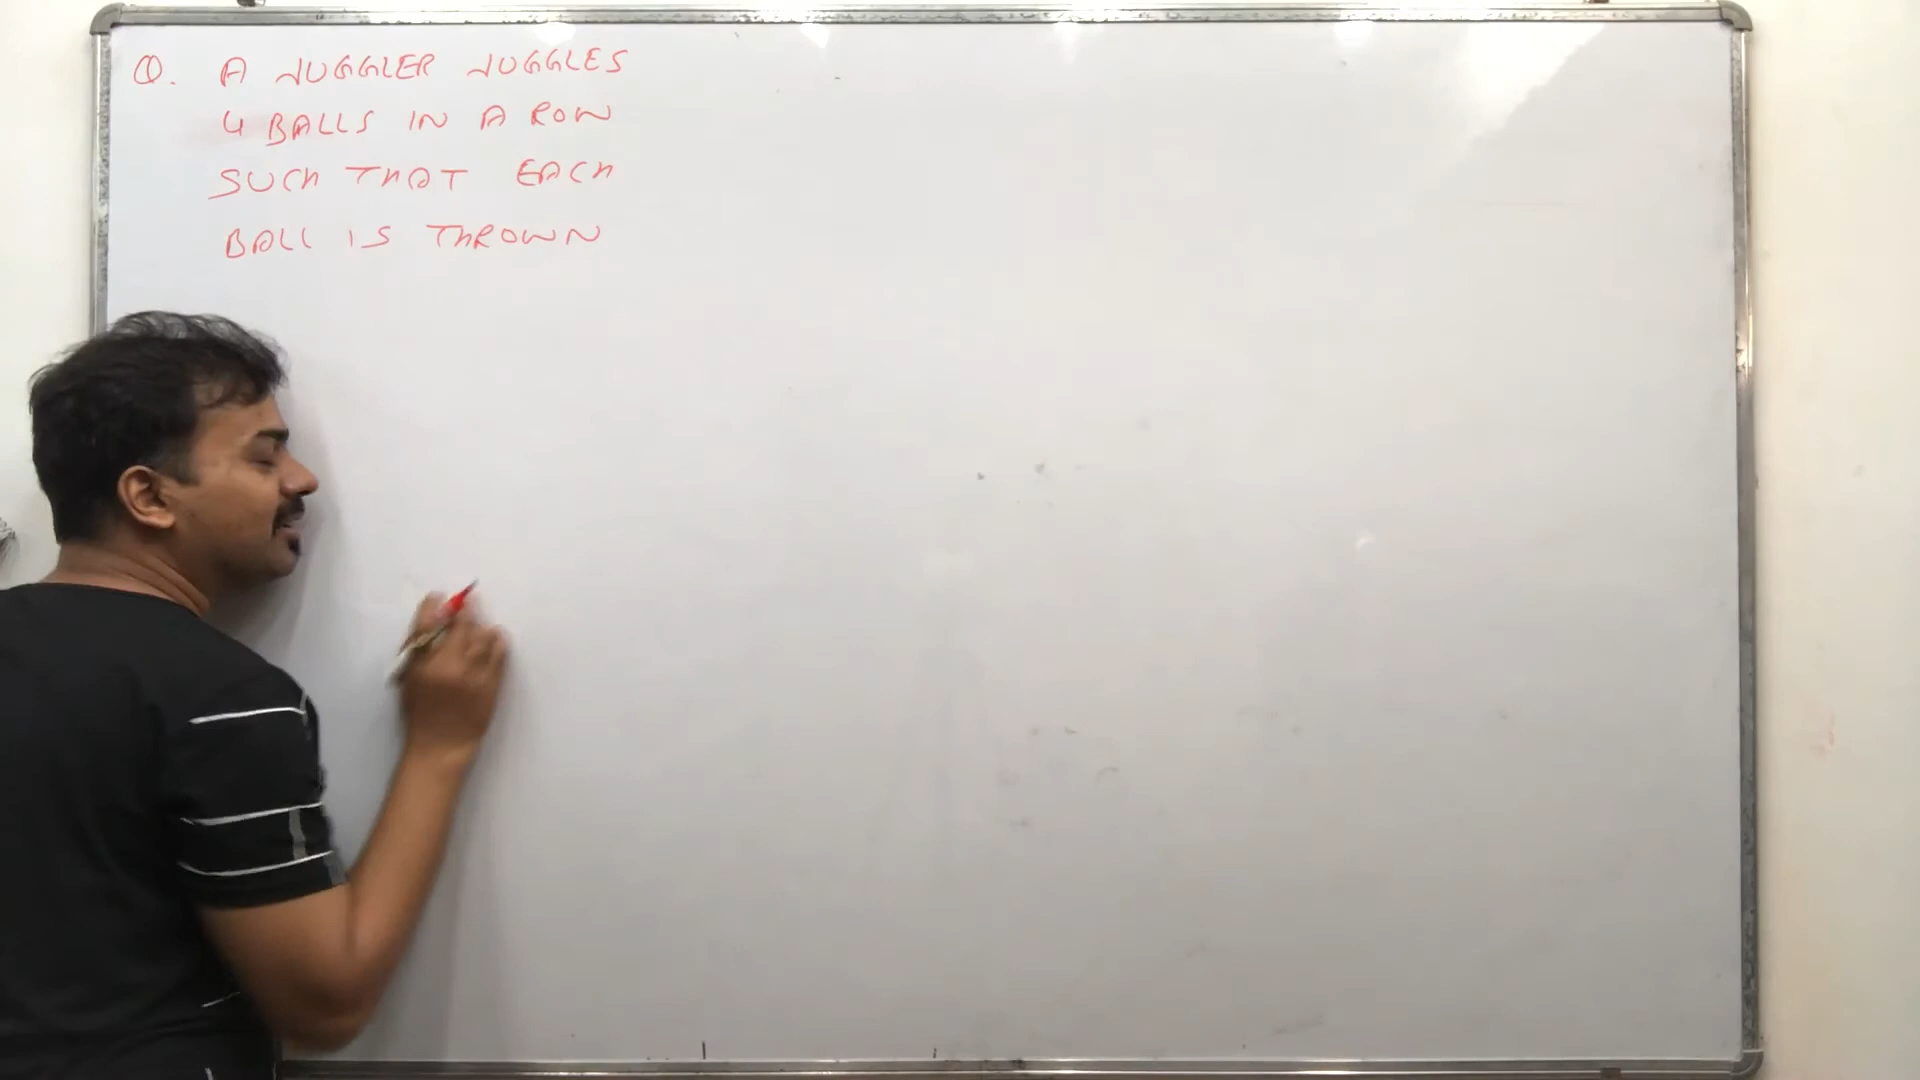 Q. A JUGGLER JUGGLES
4 BALLS IN A ROW
SUCH THAT EACH
BALL IS THROWN